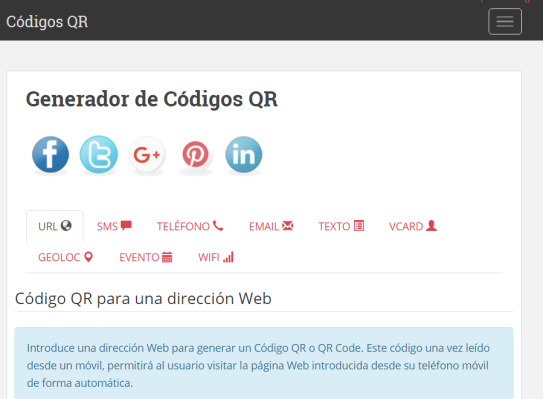 Códigos QR
Generador de Códigos QR
f t G+ p in
URL SMS TELÉFONO EMAIL TEXTO VCARD
GEOLOC EVENTO WIFI
Código QR para una dirección Web
Introduce una dirección Web para generar un Código QR o QR Code. Este código una vez leído
desde un móvil, permitirá al usuario visitar la página Web introducida desde su teléfono móvil
de forma automática.